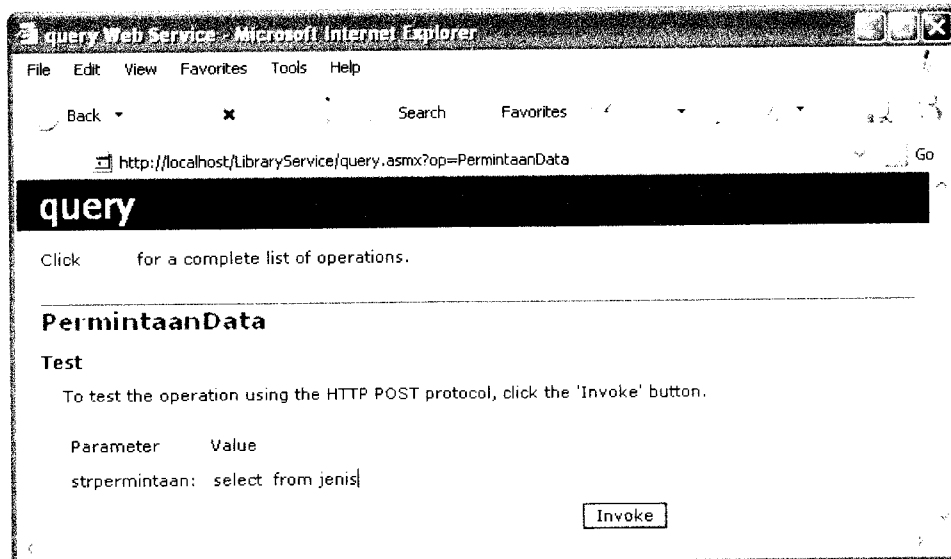 query Web Service - Microsoft Internet Explorer
File Edit View Favorites Tools Help
Back Search Favorites
http://localhost/LibraryService/query.asmx?op=PermintaanData Go
query
Click for a complete list of operations.
PermintaanData
Test
To test the operation using the HTTP POST protocol, click the 'Invoke' button.
Parameter Value
strpermintaan: select from jenis
Invoke